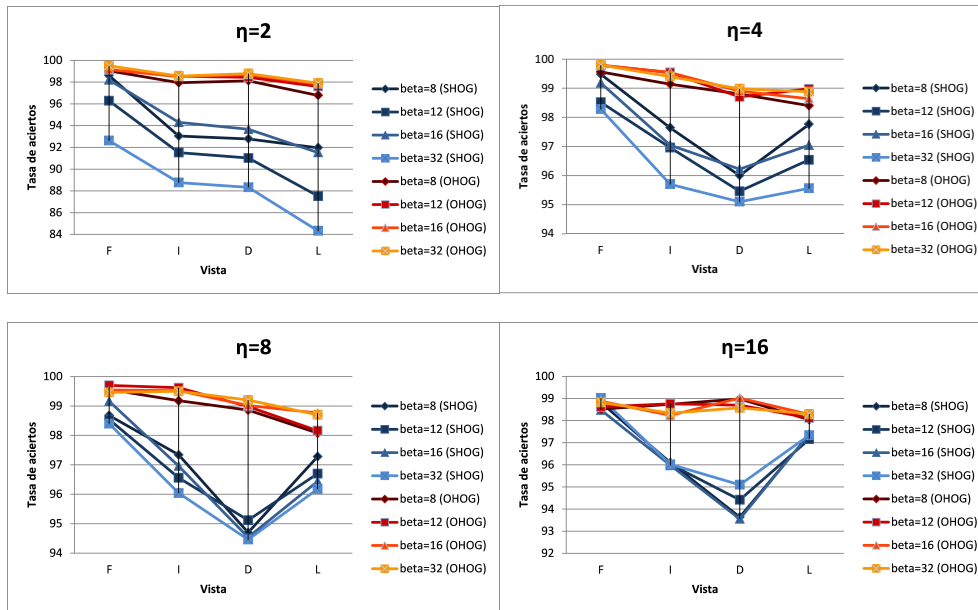 η=2
100
98
96
94
92
90
88
86
84
Tasa de aciertos
F I D L
Vista
beta=8 (SHOG)
beta=12 (SHOG)
beta=16 (SHOG)
beta=32 (SHOG)
beta=8 (OHOG)
beta=12 (OHOG)
beta=16 (OHOG)
beta=32 (OHOG)
η=4
100
99
98
97
96
95
94
Tasa de aciertos
F I D L
Vista
beta=8 (SHOG)
beta=12 (SHOG)
beta=16 (SHOG)
beta=32 (SHOG)
beta=8 (OHOG)
beta=12 (OHOG)
beta=16 (OHOG)
beta=32 (OHOG)
η=8
100
99
98
97
96
95
94
Tasa de aciertos
F I D L
Vista
beta=8 (SHOG)
beta=12 (SHOG)
beta=16 (SHOG)
beta=32 (SHOG)
beta=8 (OHOG)
beta=12 (OHOG)
beta=16 (OHOG)
beta=32 (OHOG)
η=16
100
99
98
97
96
95
94
93
92
Tasa de aciertos
F I D L
Vista
beta=8 (SHOG)
beta=12 (SHOG)
beta=16 (SHOG)
beta=32 (SHOG)
beta=8 (OHOG)
beta=12 (OHOG)
beta=16 (OHOG)
beta=32 (OHOG)